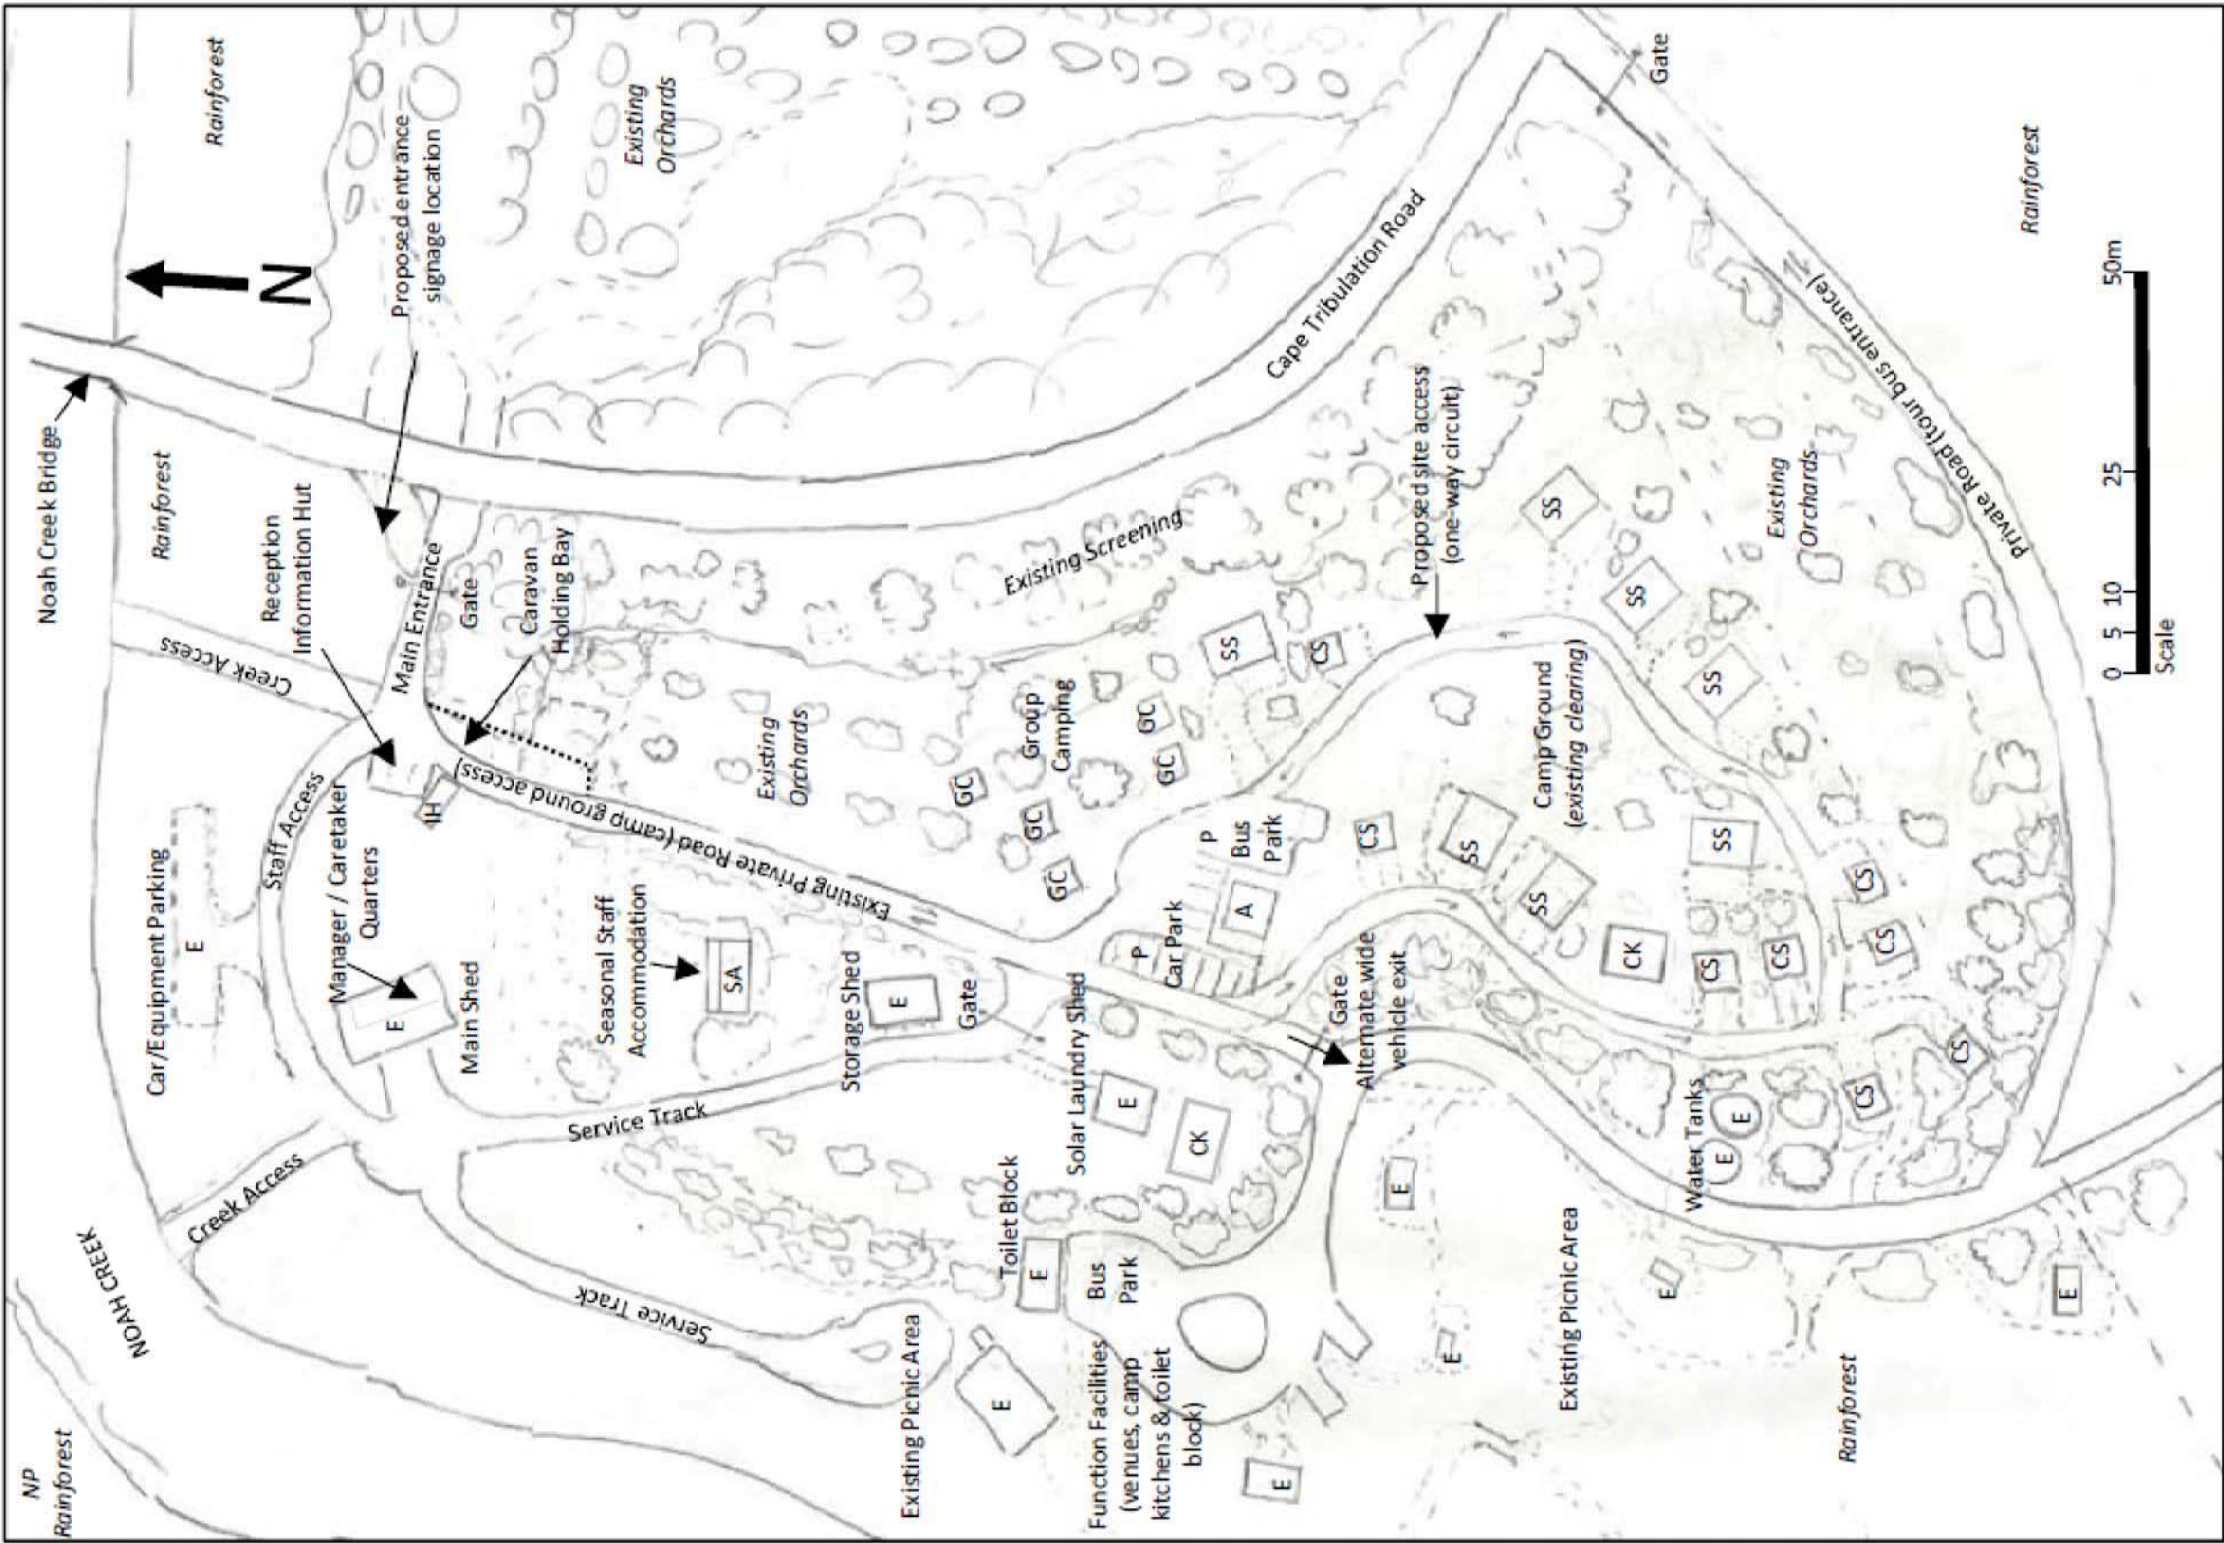 NP
Rainforest
NOAH CREEK
Noah Creek Bridge
Rainforest
Rainforest
N
Creek Access
Creek Access
Car/Equipment Parking
E
Staff Access
Reception
Information Hut
IH
Main Entrance
Gate
Proposed entrance
signage location
Caravan
Holding Bay
Existing
Orchards
Manager / Caretaker
Quarters
E
Main Shed
Seasonal Staff
Accommodation
SA
Storage Shed
E
Gate
Service Track
Service Track
Existing Private Road (camp ground access)
Existing
Orchards
Existing Screening
Cape Tribulation Road
Group
Camping
GC
GC
GC
GC
GC
SS
CS
Proposed site access
(one-way circuit)
P
Bus
Park
A
P
Car Park
Solar Laundry Shed
E
CK
Toilet Block
E
Bus
Park
Existing Picnic Area
E
Function Facilities
(venues, camp
kitchens & toilet
block)
E
Gate
Alternate wide
vehicle exit
CS
SS
SS
Camp Ground
(existing clearing)
SS
SS
SS
SS
CK
CS
CS
CS
CS
CS
CS
Water Tanks
E
E
E
E
E
E
Existing Picnic Area
Rainforest
Existing
Orchards
Private Road (tour bus entrance)
Gate
Rainforest
0
5
10
25
50m
Scale